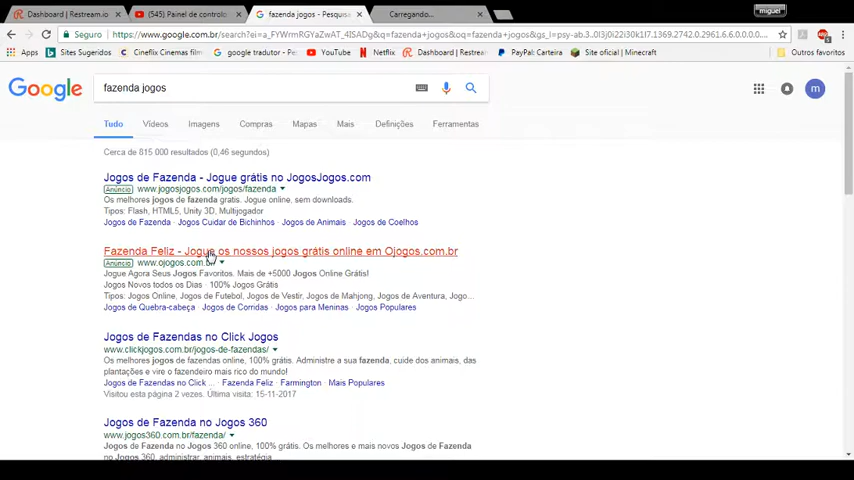 Dashboard | Restream.io
(545) Painel de controlo
fazenda jogos - Pesquisa
Carregando...
miguel
Seguro
https://www.google.com.br/search?ei=a_FYWrmRGYaZwAT_4ISADg&q=fazenda+jogos&oq=fazenda+jogos&gs_l=psy-ab.3..0l3j0i22i30k1l7.1369.2742.0.2961.6.6.0.0.0.0...
Apps
Sites Sugeridos
Cineflix Cinemas film
google tradutor - Pes
YouTube
Netflix
Dashboard | Restream
PayPal: Carteira
Site oficial | Minecraft
Outros favoritos
Google
fazenda jogos
m
Tudo
Vídeos
Imagens
Compras
Mapas
Mais
Definições
Ferramentas
Cerca de 815 000 resultados (0,46 segundos)
Jogos de Fazenda - Jogue grátis no JogosJogos.com
Anúncio www.jogosjogos.com/jogos/fazenda
Os melhores jogos de fazenda gratis. Jogue online, sem downloads.
Tipos: Flash, HTML5, Unity 3D, Multijogador
Jogos de Fazenda · Jogos Cuidar de Bichinhos · Jogos de Animais · Jogos de Coelhos
Fazenda Feliz - Jogue os nossos jogos grátis online em Ojogos.com.br
Anúncio www.ojogos.com.br/
Jogue Agora Seus Jogos Favoritos. Mais de +5000 Jogos Online Grátis!
Jogos Novos todos os Dias · 100% Jogos Grátis
Tipos: Jogos Online, Jogos de Futebol, Jogos de Vestir, Jogos de Mahjong, Jogos de Aventura, Jogo...
Jogos de Quebra-cabeça · Jogos de Corridas · Jogos para Meninas · Jogos Populares
Jogos de Fazendas no Click Jogos
www.clickjogos.com.br/jogos-de-fazendas/
Os melhores jogos de fazendas online, 100% grátis. Administre a sua fazenda, cuide dos animais, das
plantações e vire o fazendeiro mais rico do mundo!
Jogos de Fazendas no Click ... · Fazenda Feliz · Farmington · Mais Populares
Visitou esta página 2 vezes. Última visita: 15-11-2017
Jogos de Fazenda no Jogos 360
www.jogos360.com.br/fazenda/
Jogos de Fazenda no Jogos 360 online, 100% grátis. Os melhores e mais novos Jogos de Fazenda
no Jogos 360, administrar, animais, estratégia